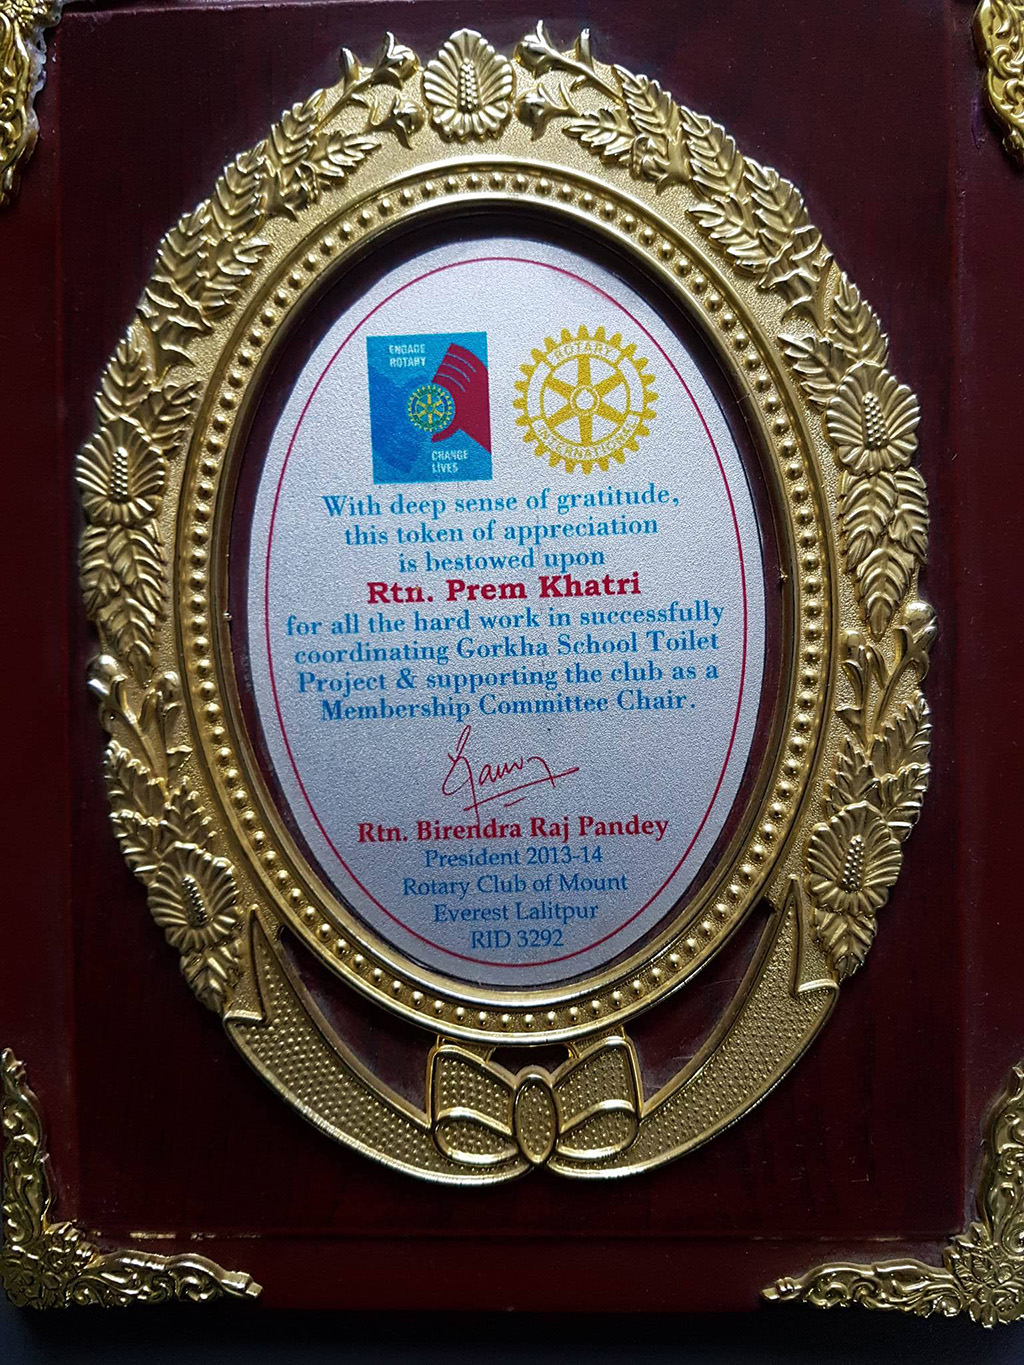 ENGAGE
ROTARY
CHANGE
LIVES
ROTARY
INTERNATIONAL
With deep sense of gratitude,
this token of appreciation
is bestowed upon
Rtn. Prem Khatri
for all the hard work in successfully
coordinating Gorkha School Toilet
Project & supporting the club as a
Membership Committee Chair.
Rtn. Birendra Raj Pandey
President 2013-14
Rotary Club of Mount
Everest Lalitpur
RID 3292